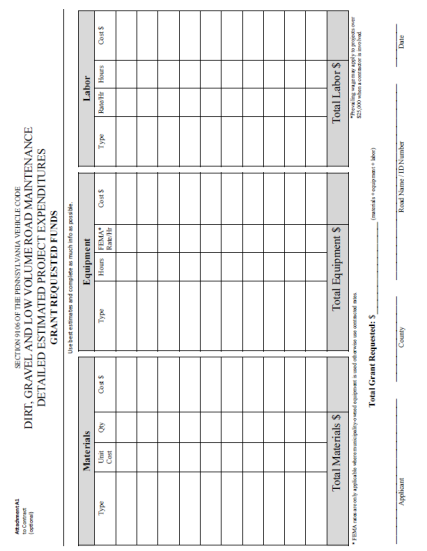 Attachment A1
to Contract
(optional)
SECTION 9106 OF THE PENNSYLVANIA VEHICLE CODE
DIRT, GRAVEL AND LOW VOLUME ROAD MAINTENANCE
DETAILED ESTIMATED PROJECT EXPENDITURES
GRANT REQUESTED FUNDS
Use best estimates and complete as much info as possible.
Materials
Type Unit Cost Qty Cost $
Total Materials $
Equipment
Type Hours FEMA* Rate/Hr Cost $
Total Equipment $
Labor
Type Rate/Hr Hours Cost $
Total Labor $
* FEMA rates are only applicable when municipality-owned equipment is used otherwise use contracted rates
*Prevailing wage may apply to projects over
$25,000 when a contractor is involved.
Total Grant Requested: $
(materials + equipment + labor)
Applicant County Road Name / ID Number Date